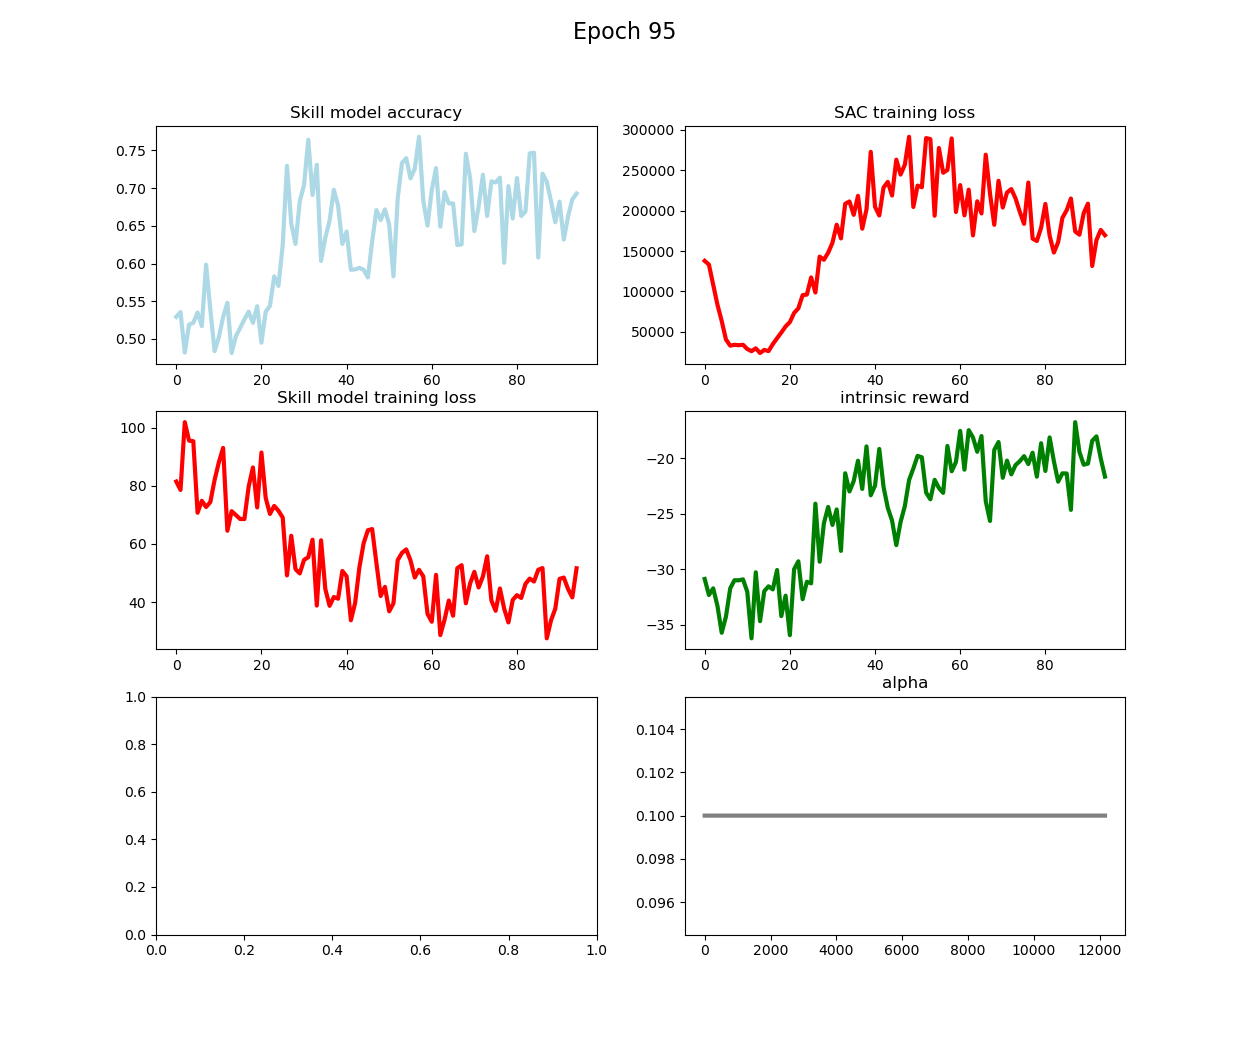 Epoch 95
Skill model accuracy
0.75
0.70
0.65
0.60
0.55
0.50
0 20 40 60 80
SAC training loss
300000
250000
200000
150000
100000
50000
0 20 40 60 80
Skill model training loss
100
80
60
40
0 20 40 60 80
intrinsic reward
−20
−25
−30
−35
0 20 40 60 80
1.0
0.8
0.6
0.4
0.2
0.0
0.0 0.2 0.4 0.6 0.8 1.0
alpha
0.104
0.102
0.100
0.098
0.096
0 2000 4000 6000 8000 10000 12000